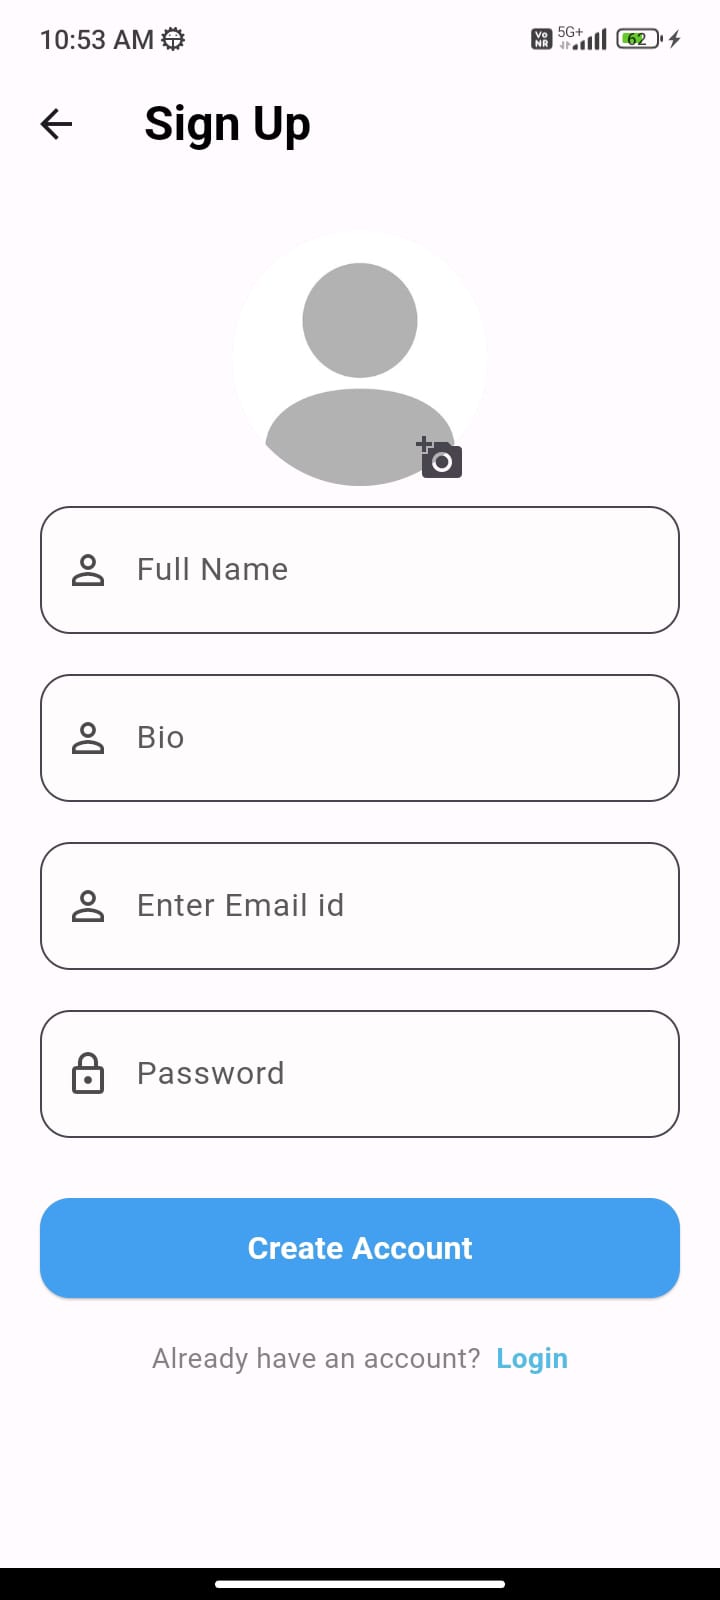 10:53 AM
Vo NR 5G+ 62
Sign Up
Full Name
Bio
Enter Email id
Password
Create Account
Already have an account? Login